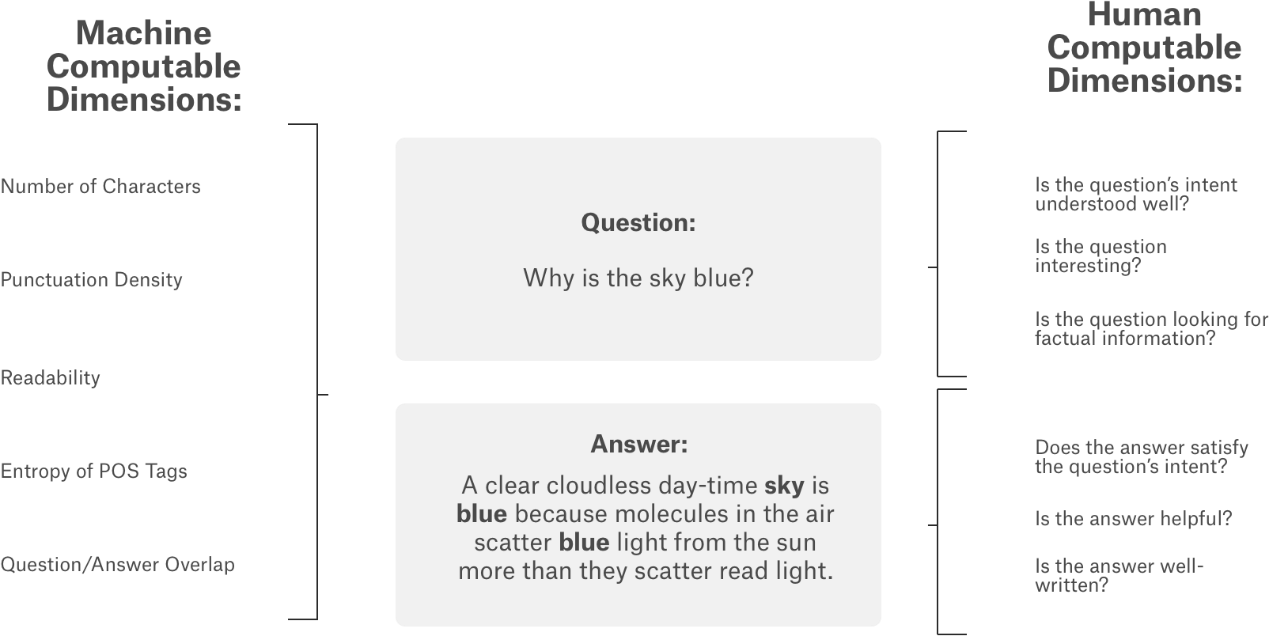 Machine
Computable
Dimensions:
Number of Characters
Punctuation Density
Readability
Entropy of POS Tags
Question/Answer Overlap
Question:
Why is the sky blue?
Answer:
A clear cloudless day-time sky is
blue because molecules in the air
scatter blue light from the sun
more than they scatter read light.
Human
Computable
Dimensions:
Is the question’s intent
understood well?
Is the question
interesting?
Is the question looking for
factual information?
Does the answer satisfy
the question’s intent?
Is the answer helpful?
Is the answer well-
written?